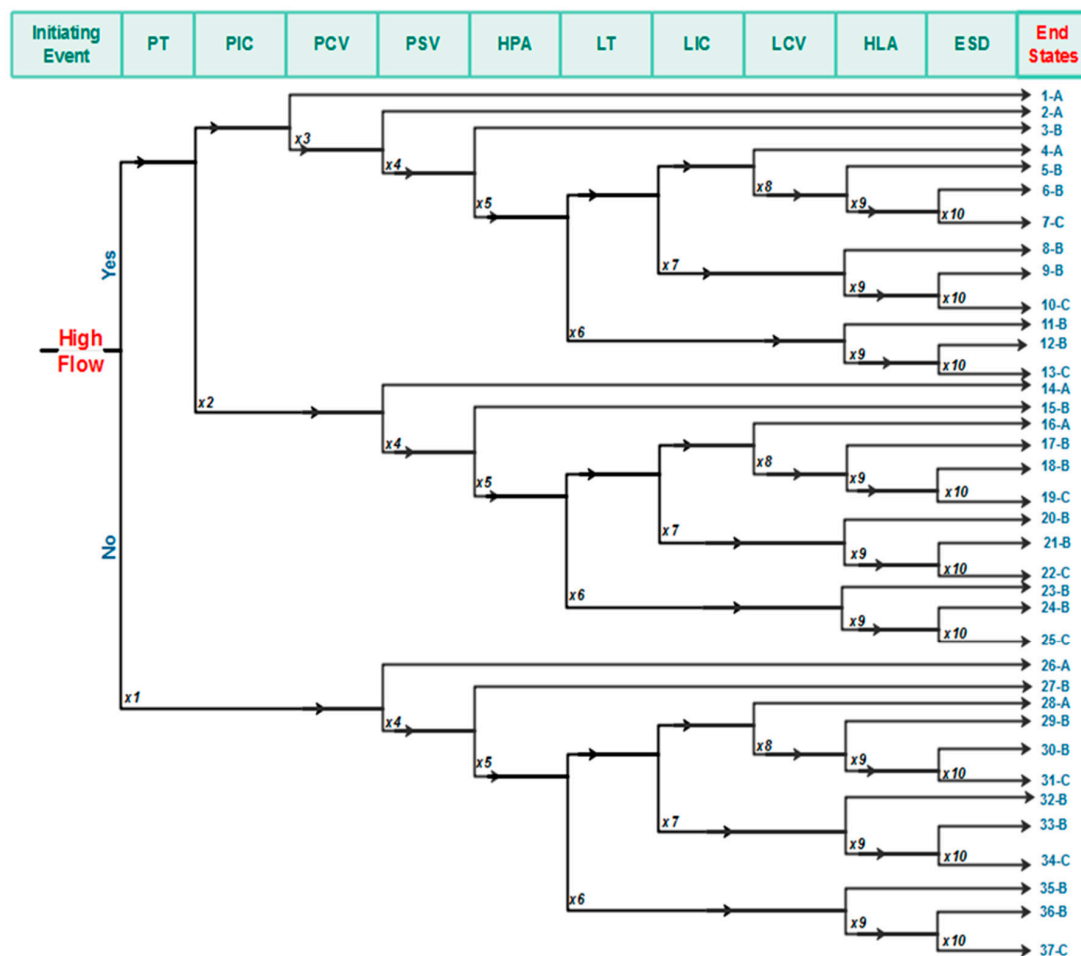 Initiating Event
PT
PIC
PCV
PSV
HPA
LT
LIC
LCV
HLA
ESD
End States
1-A
2-A
x3
3-B
4-A
x4
5-B
x8
6-B
x5
x9
x10
7-C
8-B
x7
9-B
x9
x10
10-C
Yes
11-B
x6
High Flow
12-B
x9
x10
13-C
14-A
x2
15-B
16-A
x4
17-B
x8
18-B
x5
x9
x10
19-C
20-B
x7
21-B
No
x9
x10
22-C
23-B
x6
24-B
x9
x10
25-C
26-A
27-B
x1
28-A
x4
29-B
x8
30-B
x5
x9
x10
31-C
32-B
x7
33-B
x9
x10
34-C
35-B
x6
36-B
x9
x10
37-C